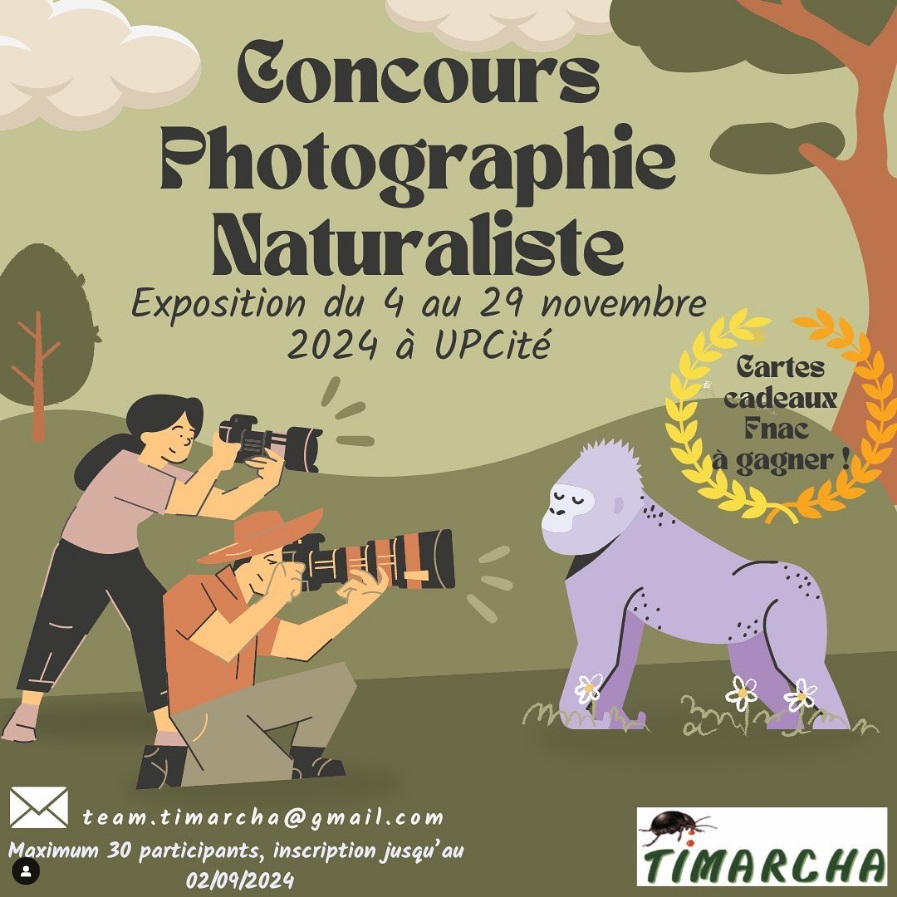 Concours
Photographie
Naturaliste
Exposition du 4 au 29 novembre
2024 à UPCité
Cartes
cadeaux
Fnac
à gagner !
team.timarcha@gmail.com
Maximum 30 participants, inscription jusqu'au
02/09/2024
TIMARCHA